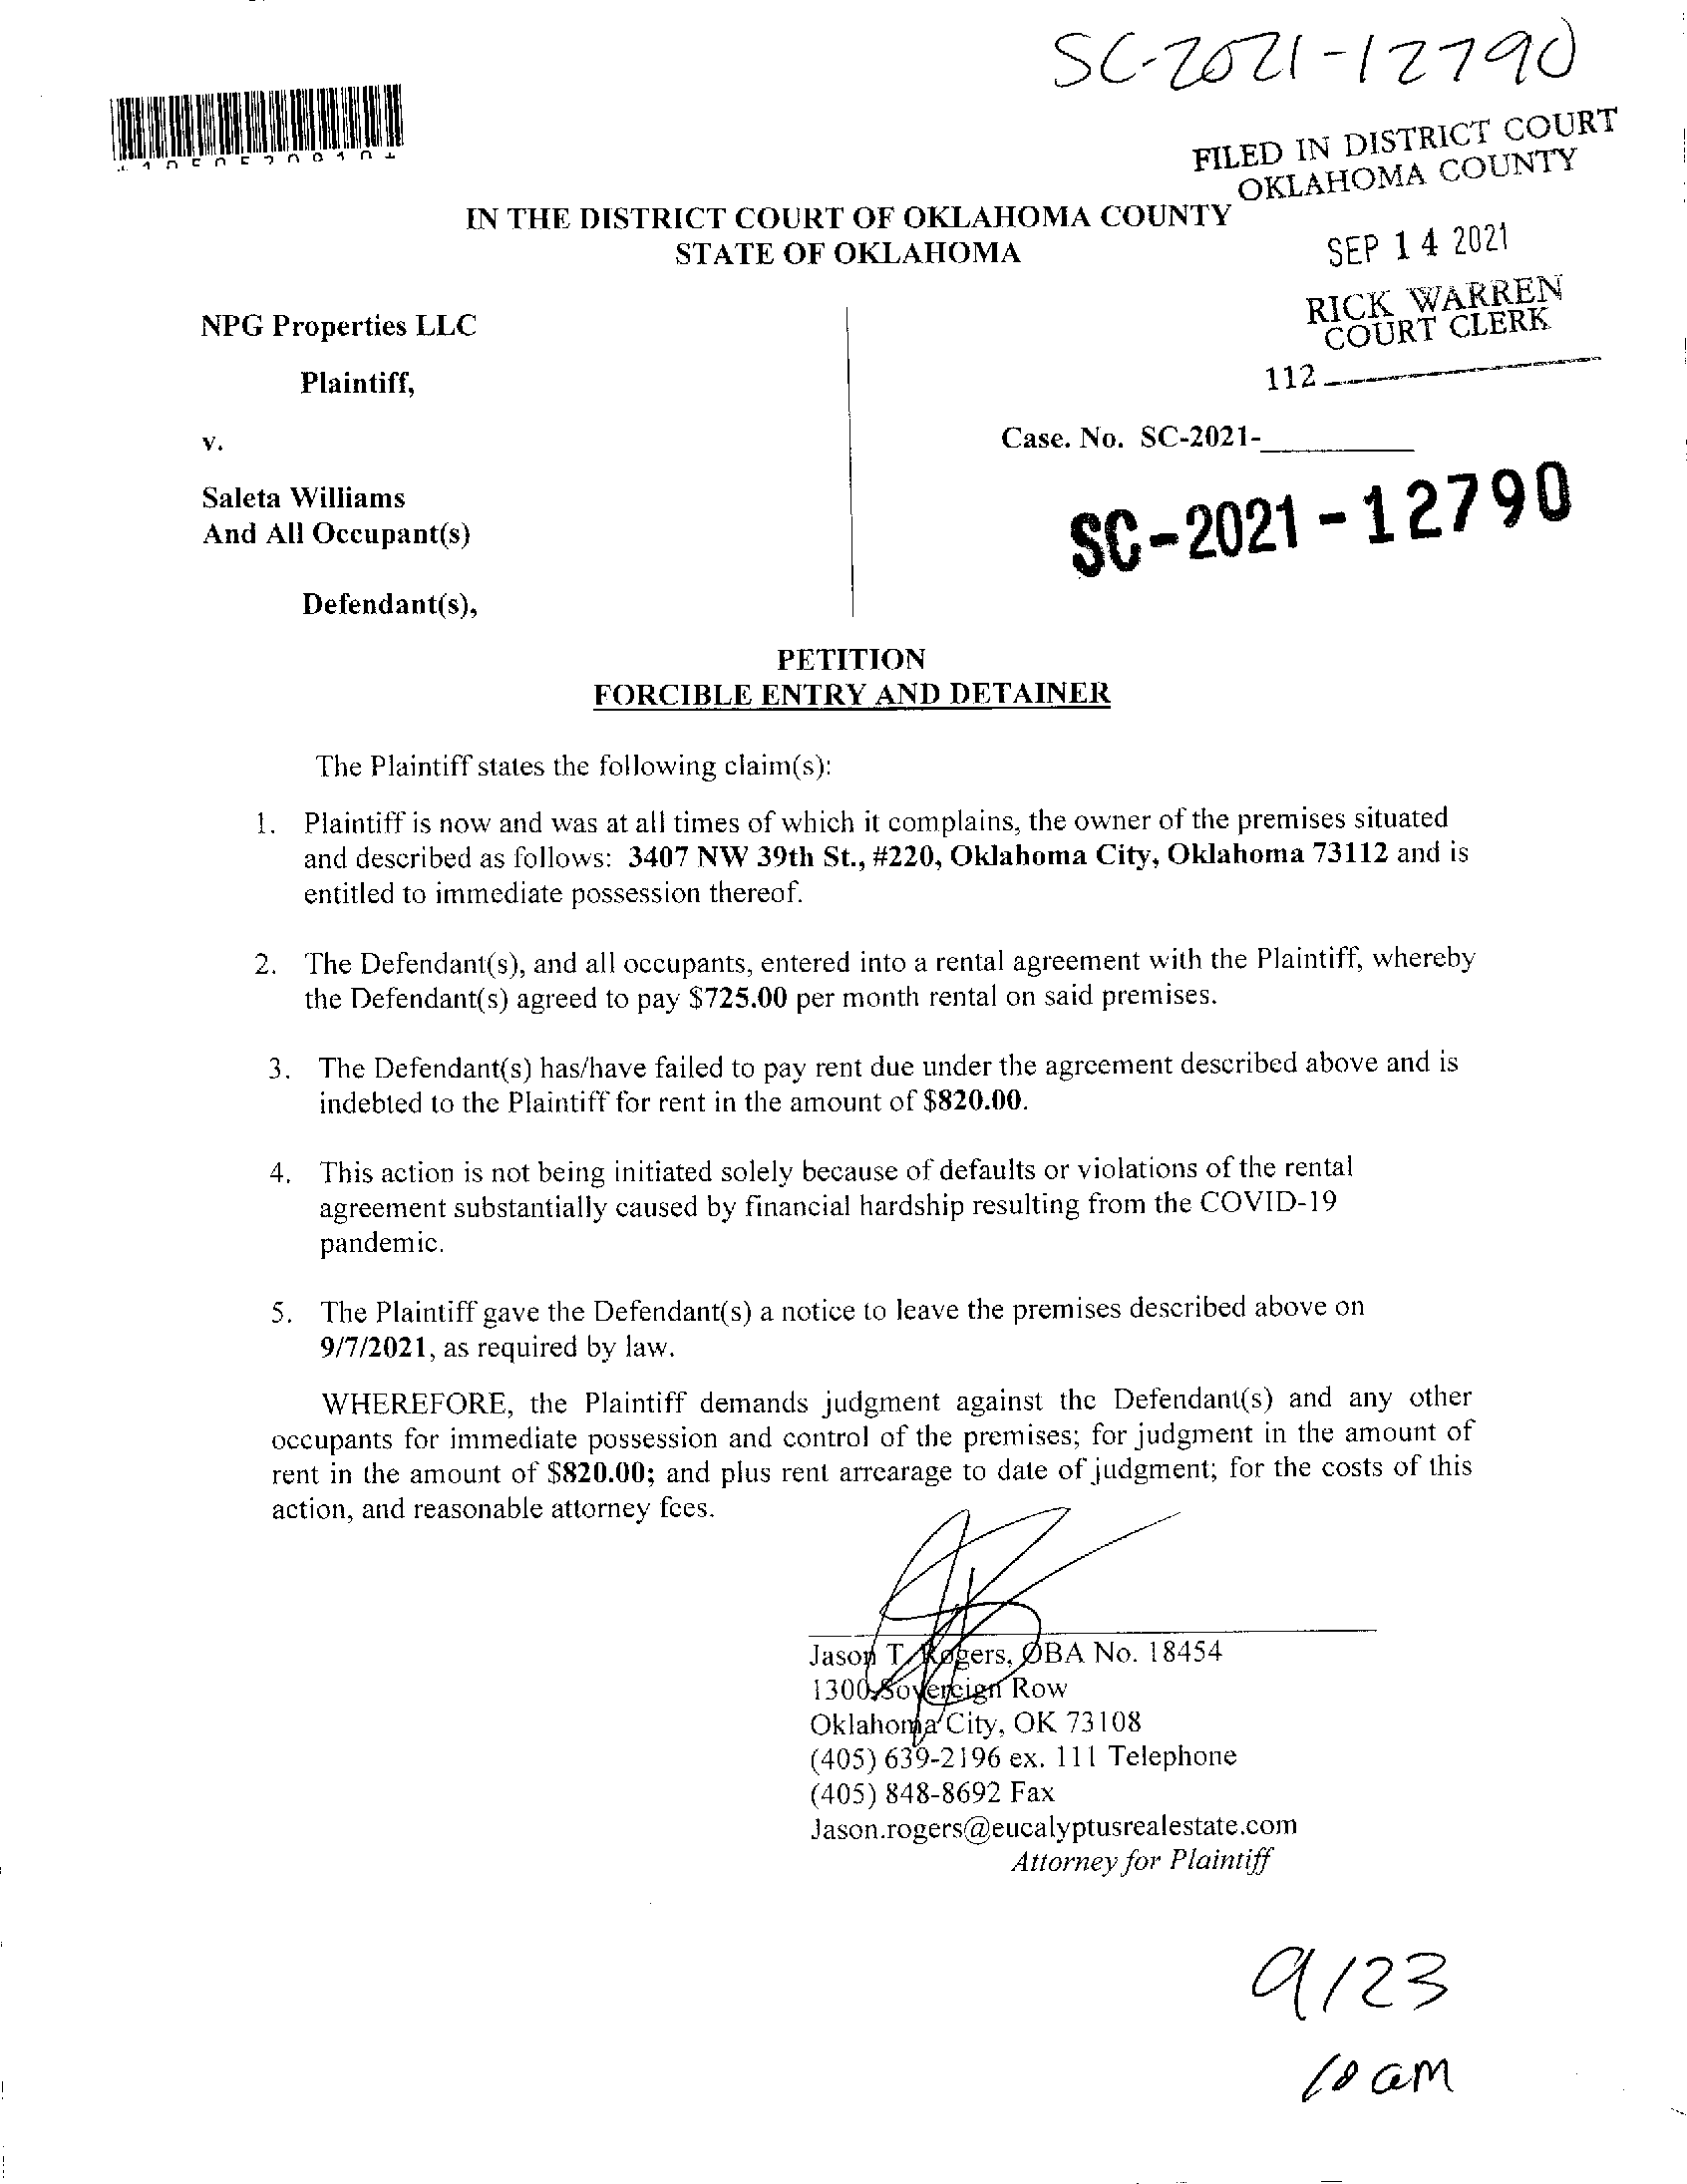 SC-2021-12790
FILED IN DISTRICT COURT
OKLAHOMA COUNTY
IN THE DISTRICT COURT OF OKLAHOMA COUNTY
STATE OF OKLAHOMA
SEP 14 2021
RICK WARREN
COURT CLERK
112
NPG Properties LLC
Plaintiff,
v.
Case. No. SC-2021-
Saleta Williams
And All Occupant(s)
SC-2021-12790
Defendant(s),
PETITION
FORCIBLE ENTRY AND DETAINER
The Plaintiff states the following claim(s):
1. Plaintiff is now and was at all times of which it complains, the owner of the premises situated
and described as follows: 3407 NW 39th St., #220, Oklahoma City, Oklahoma 73112 and is
entitled to immediate possession thereof.
2. The Defendant(s), and all occupants, entered into a rental agreement with the Plaintiff, whereby
the Defendant(s) agreed to pay $725.00 per month rental on said premises.
3. The Defendant(s) has/have failed to pay rent due under the agreement described above and is
indebted to the Plaintiff for rent in the amount of $820.00.
4. This action is not being initiated solely because of defaults or violations of the rental
agreement substantially caused by financial hardship resulting from the COVID-19
pandemic.
5. The Plaintiff gave the Defendant(s) a notice to leave the premises described above on
9/7/2021, as required by law.
WHEREFORE, the Plaintiff demands judgment against the Defendant(s) and any other
occupants for immediate possession and control of the premises; for judgment in the amount of
rent in the amount of $820.00; and plus rent arrearage to date of judgment; for the costs of this
action, and reasonable attorney fees.
Jason T. Rogers, OBA No. 18454
1300 Sovereign Row
Oklahoma City, OK 73108
(405) 639-2196 ex. 111 Telephone
(405) 848-8692 Fax
Jason.rogers@eucalyptusrealestate.com
Attorney for Plaintiff
9/23
10 am